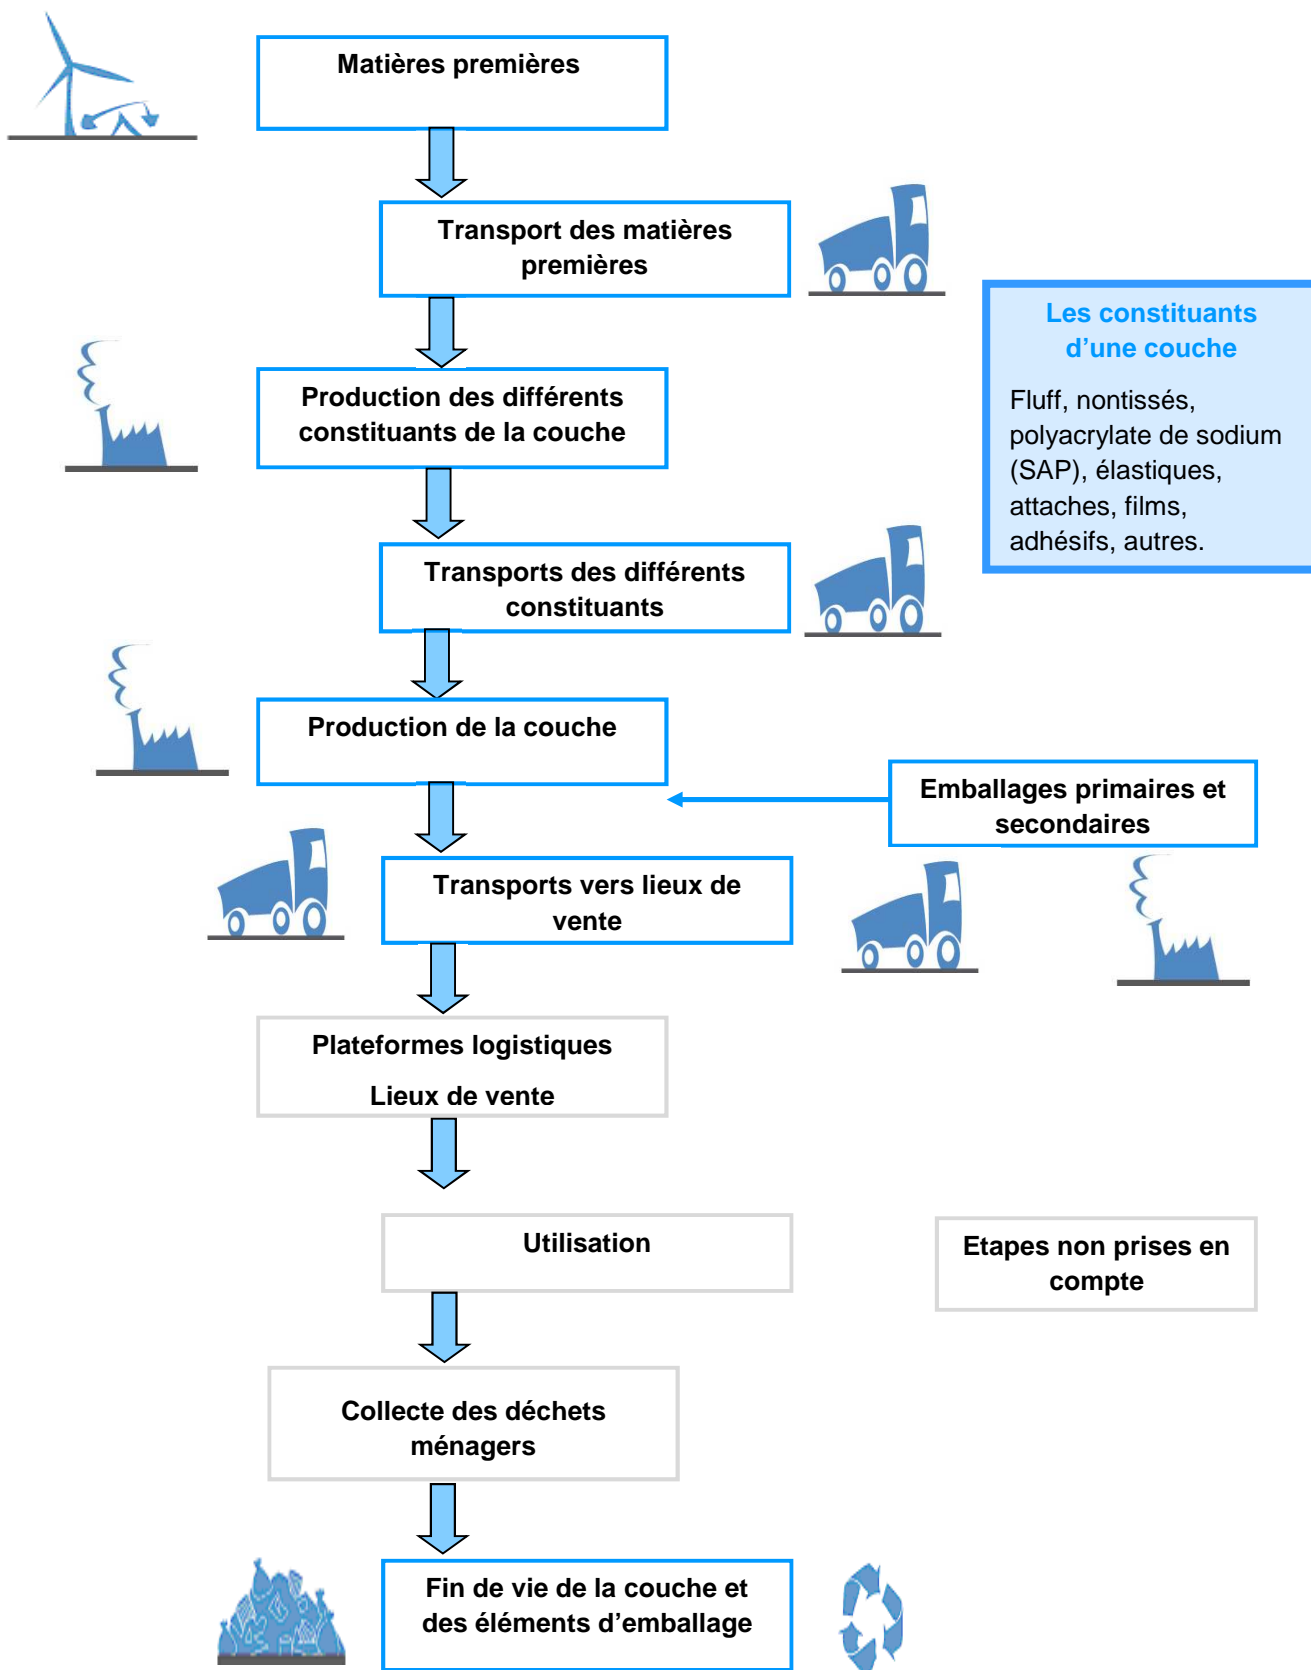 Matières premières
Transport des matières
premières
Les constituants
d’une couche
Fluff, nontissés,
polyacrylate de sodium
(SAP), élastiques,
attaches, films,
adhésifs, autres.
Production des différents
constituants de la couche
Transports des différents
constituants
Production de la couche
Emballages primaires et
secondaires
Transports vers lieux de
vente
Plateformes logistiques
Lieux de vente
Utilisation
Etapes non prises en
compte
Collecte des déchets
ménagers
Fin de vie de la couche et
des éléments d’emballage